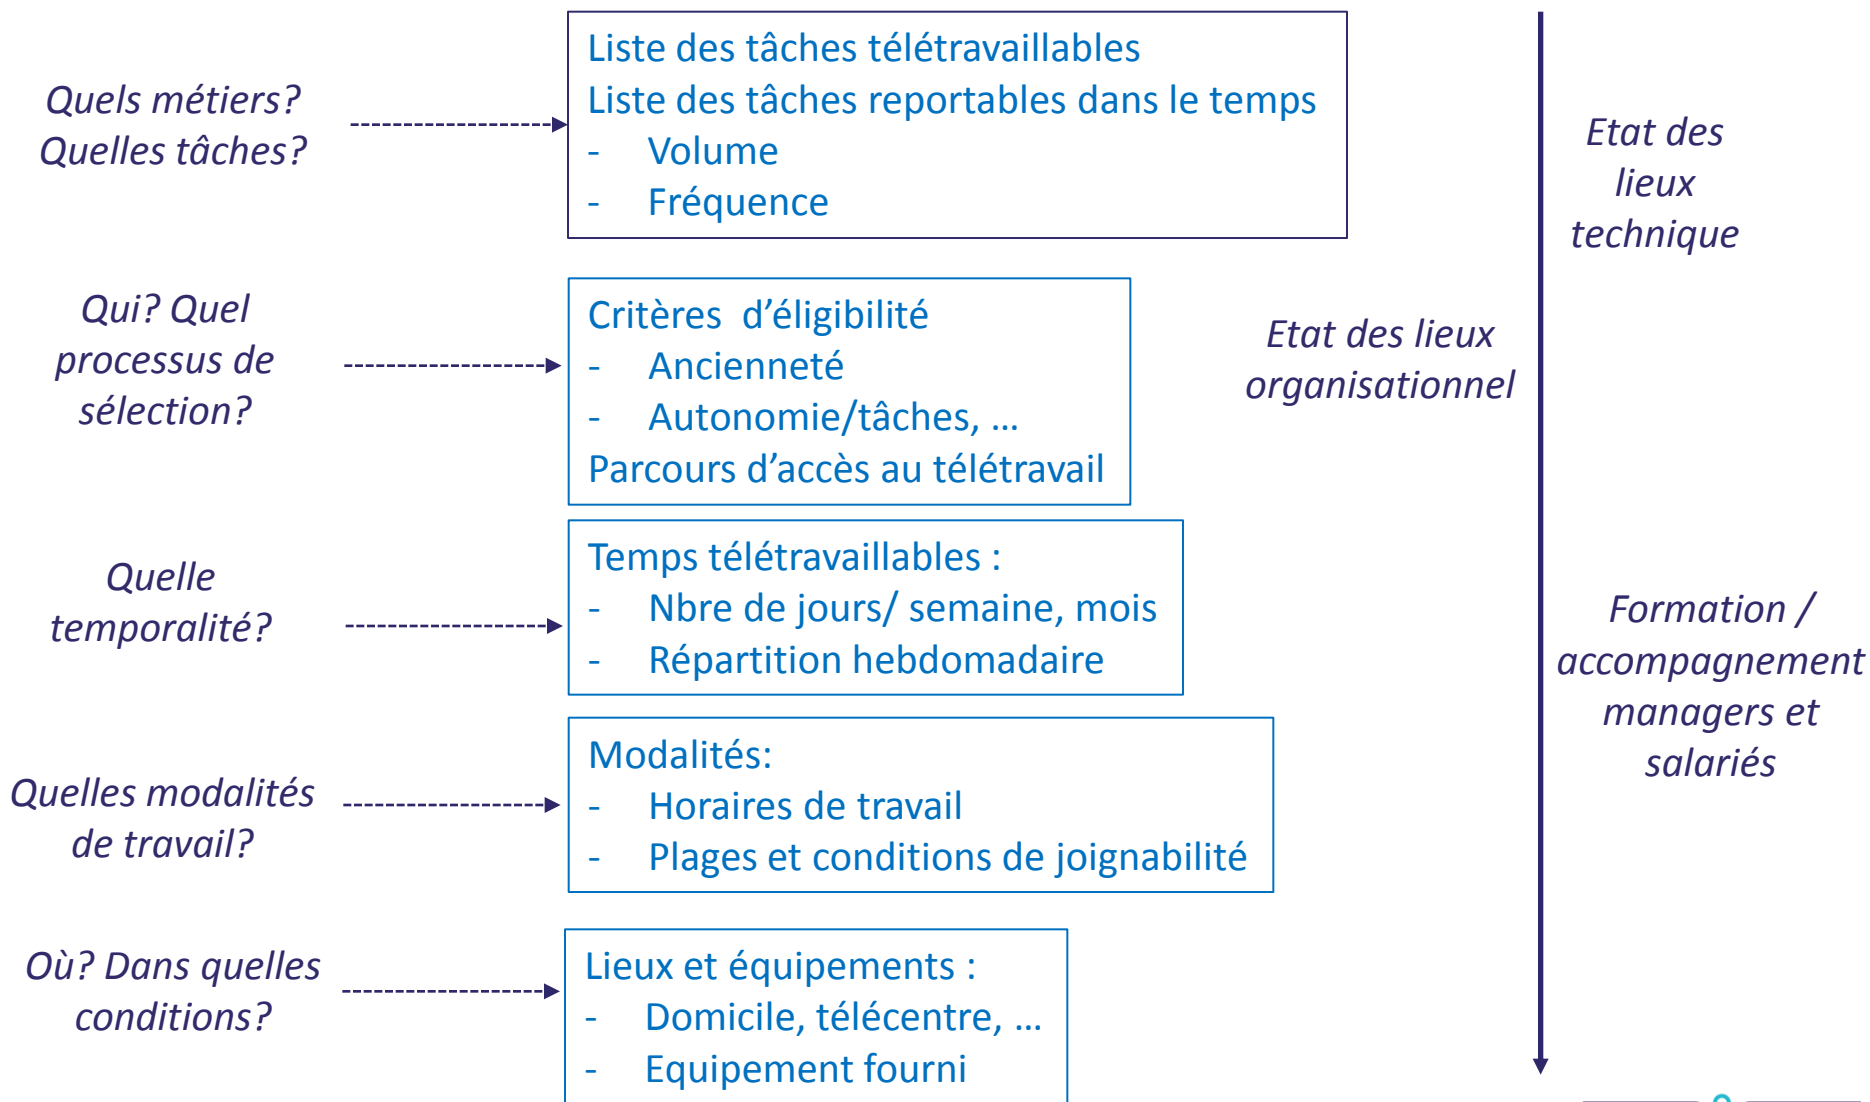 Quels métiers?
Quelles tâches?
Liste des tâches télétravaillables
Liste des tâches reportables dans le temps
- Volume
- Fréquence
Qui? Quel
processus de
sélection?
Critères d’éligibilité
- Ancienneté
- Autonomie/tâches, …
Parcours d’accès au télétravail
Quelle
temporalité?
Temps télétravaillables :
- Nbre de jours/ semaine, mois
- Répartition hebdomadaire
Quelles modalités
de travail?
Modalités:
- Horaires de travail
- Plages et conditions de joignabilité
Où? Dans quelles
conditions?
Lieux et équipements :
- Domicile, télécentre, …
- Equipement fourni
Etat des lieux
organisationnel
Etat des
lieux
technique
Formation /
accompagnement
managers et
salariés